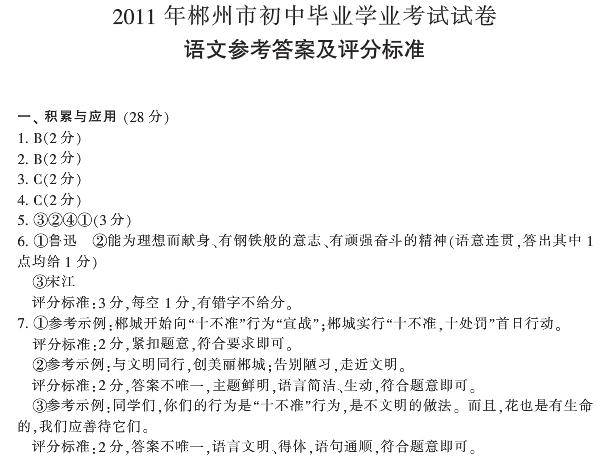 2011 年郴州市初中毕业学业考试试卷
语文参考答案及评分标准
一、积累与应用 (28 分)
1. B(2 分)
2. B(2 分)
3. C(2 分)
4. C(2 分)
5. ③②④①(3 分)
6. ①鲁迅　②能为理想而献身、有钢铁般的意志、有顽强奋斗的精神(语意连贯,答出其中 1
点均给 1 分)
③宋江
评分标准:3 分,每空 1 分,有错字不给分。
7. ①参考示例:郴城开始向“十不准”行为“宣战”;郴城实行“十不准,十处罚”首日行动。
评分标准:2 分,紧扣题意,符合要求即可。
②参考示例:与文明同行,创美丽郴城;告别陋习,走近文明。
评分标准:2 分,答案不唯一,主题鲜明,语言简洁、生动,符合题意即可。
③参考示例:同学们,你们的行为是“十不准”行为,是不文明的做法。而且,花也是有生命
的,我们应善待它们。
评分标准:2 分,答案不唯一,语言文明、得体,语句通顺,符合题意即可。